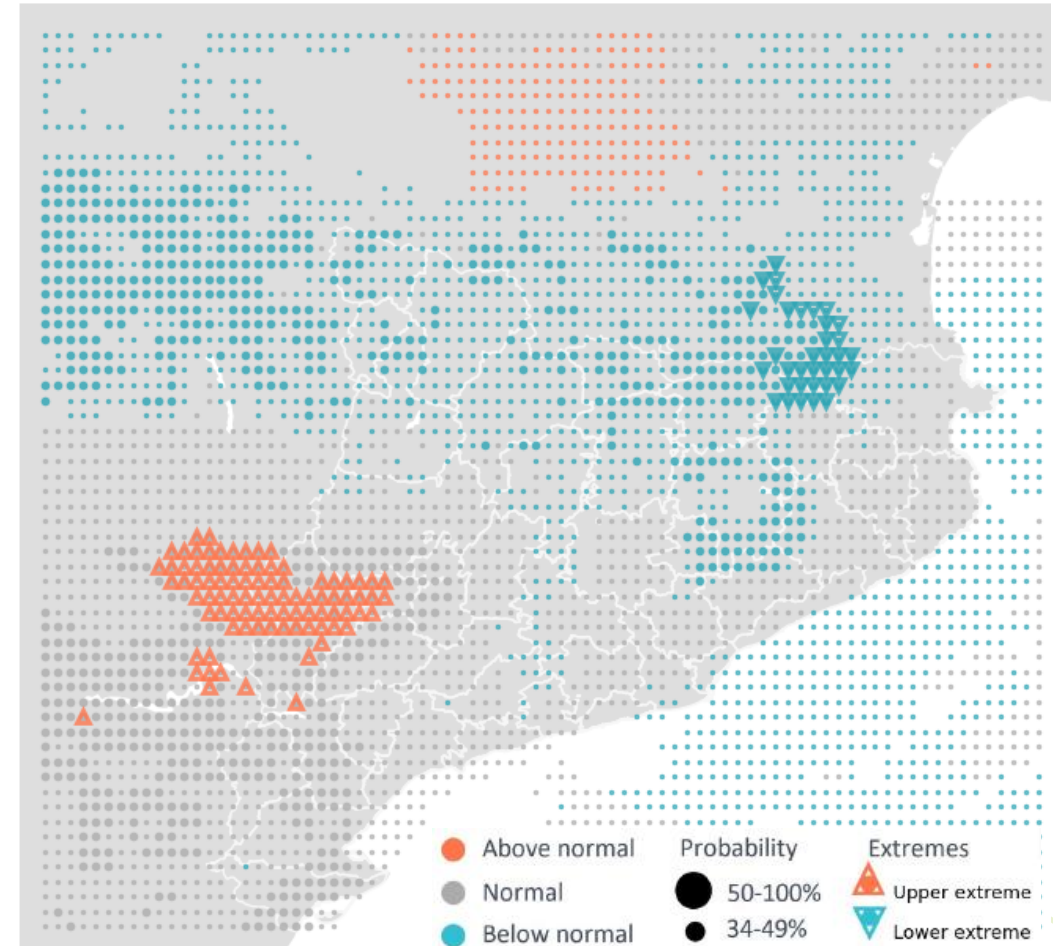 Above normal
Normal
Below normal
Probability
50-100%
34-49%
Extremes
Upper extreme
Lower extreme